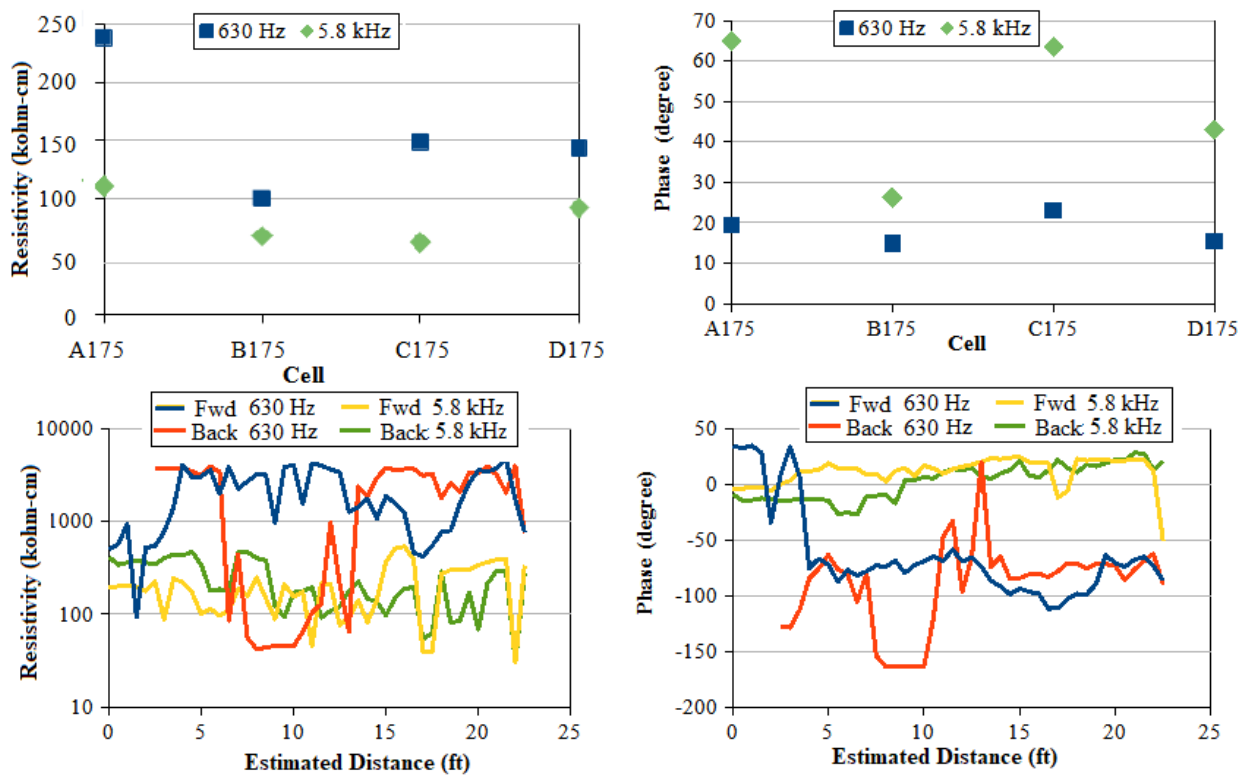 250
200
150
100
50
0
Resistivity (kohm-cm)
630 Hz 5.8 kHz
A175 B175 C175 D175
Cell
70
60
50
40
30
20
10
0
Phase (degree)
630 Hz 5.8 kHz
A175 B175 C175 D175
Cell
Fwd 630 Hz Fwd 5.8 kHz
Back 630 Hz Back 5.8 kHz
10000
1000
100
10
Resistivity (kohm-cm)
0 5 10 15 20 25
Estimated Distance (ft)
Fwd 630 Hz Fwd 5.8 kHz
Back 630 Hz Back 5.8 kHz
50
0
-50
-100
-150
-200
Phase (degree)
0 5 10 15 20 25
Estimated Distance (ft)